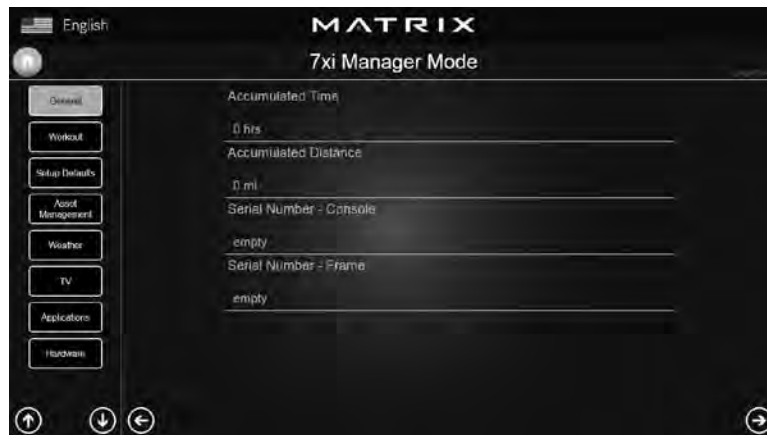 English
MATRIX
7xi Manager Mode
General
Workout
Setup Defaults
Asset
Management
Weather
TV
Applications
Hardware
Accumulated Time
0 hrs
Accumulated Distance
0 mi
Serial Number - Console
empty
Serial Number - Frame
empty